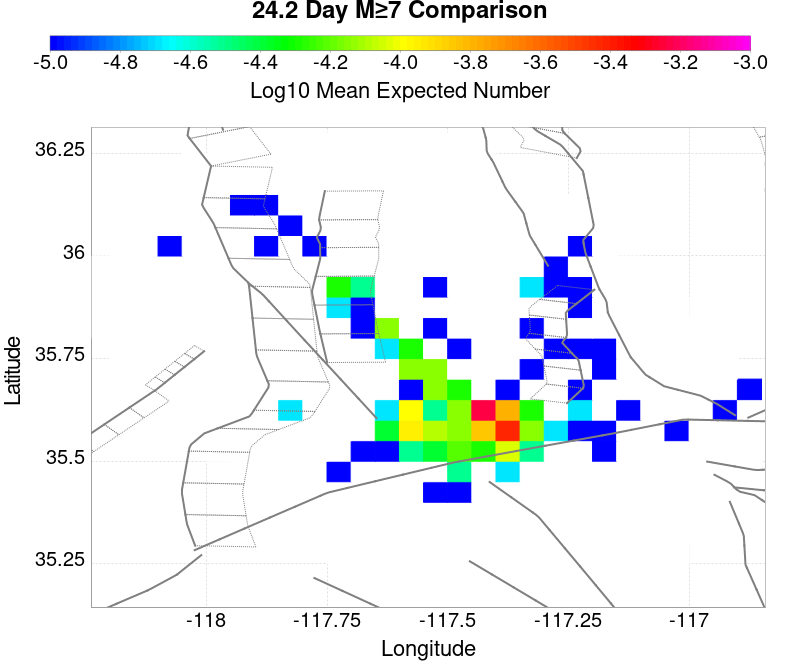 24.2 Day M≥7 Comparison
-5.0 -4.8 -4.6 -4.4 -4.2 -4.0 -3.8 -3.6 -3.4 -3.2 -3.0
Log10 Mean Expected Number
36.25
36
35.75
35.5
35.25
Latitude
-118 -117.75 -117.5 -117.25 -117
Longitude